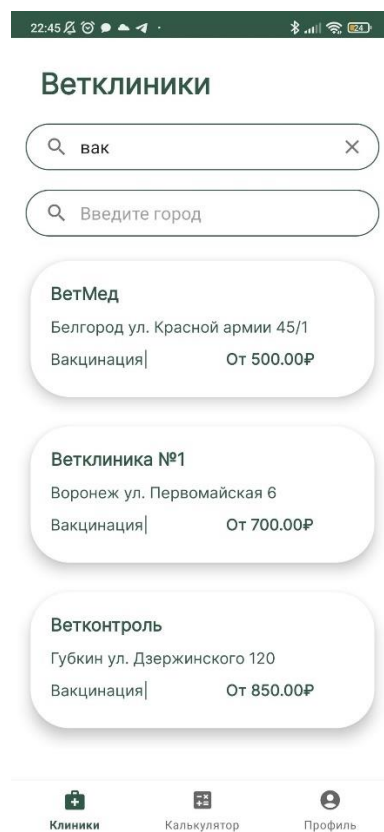 22:45
24
Ветклиники
вак
Введите город
ВетМед
Белгород ул. Красной армии 45/1
Вакцинация| От 500.00₽
Ветклиника №1
Воронеж ул. Первомайская 6
Вакцинация| От 700.00₽
Ветконтроль
Губкин ул. Дзержинского 120
Вакцинация| От 850.00₽
Клиники Калькулятор Профиль